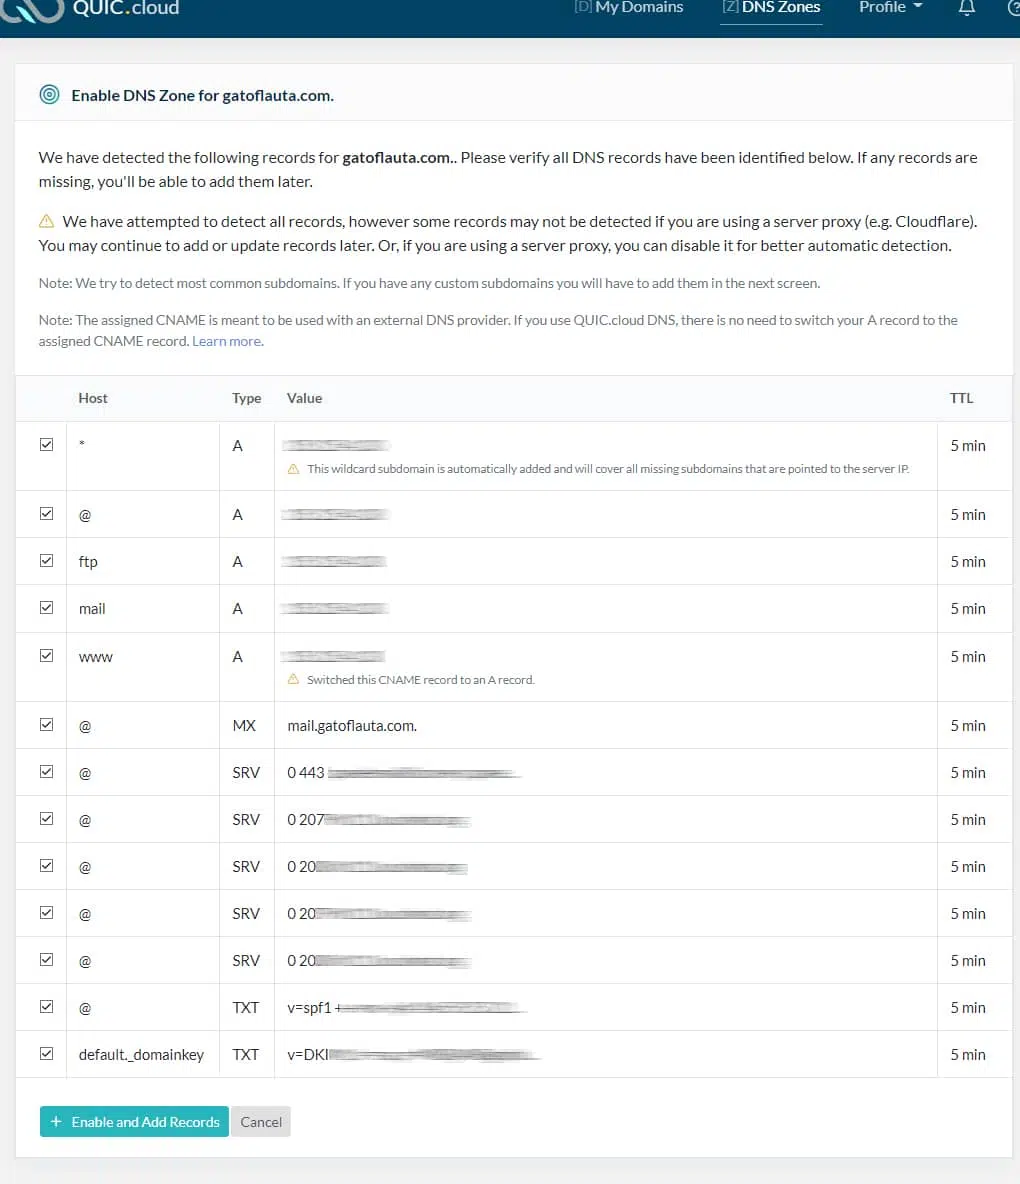 QUIC.cloud
[D] My Domains
[Z] DNS Zones
Profile
Enable DNS Zone for gatoflauta.com.
We have detected the following records for gatoflauta.com.. Please verify all DNS records have been identified below. If any records are
missing, you'll be able to add them later.
We have attempted to detect all records, however some records may not be detected if you are using a server proxy (e.g. Cloudflare).
You may continue to add or update records later. Or, if you are using a server proxy, you can disable it for better automatic detection.
Note: We try to detect most common subdomains. If you have any custom subdomains you will have to add them in the next screen.
Note: The assigned CNAME is meant to be used with an external DNS provider. If you use QUIC.cloud DNS, there is no need to switch your A record to the
assigned CNAME record. Learn more.
Host Type Value TTL
* A 5 min
This wildcard subdomain is automatically added and will cover all missing subdomains that are pointed to the server IP.
@ A 5 min
ftp A 5 min
mail A 5 min
www A 5 min
Switched this CNAME record to an A record.
@ MX mail.gatoflauta.com. 5 min
@ SRV 0 443 5 min
@ SRV 0 207 5 min
@ SRV 0 20 5 min
@ SRV 0 20 5 min
@ SRV 0 20 5 min
@ TXT v=spf1 + 5 min
default._domainkey TXT v=DKI 5 min
+ Enable and Add Records
Cancel